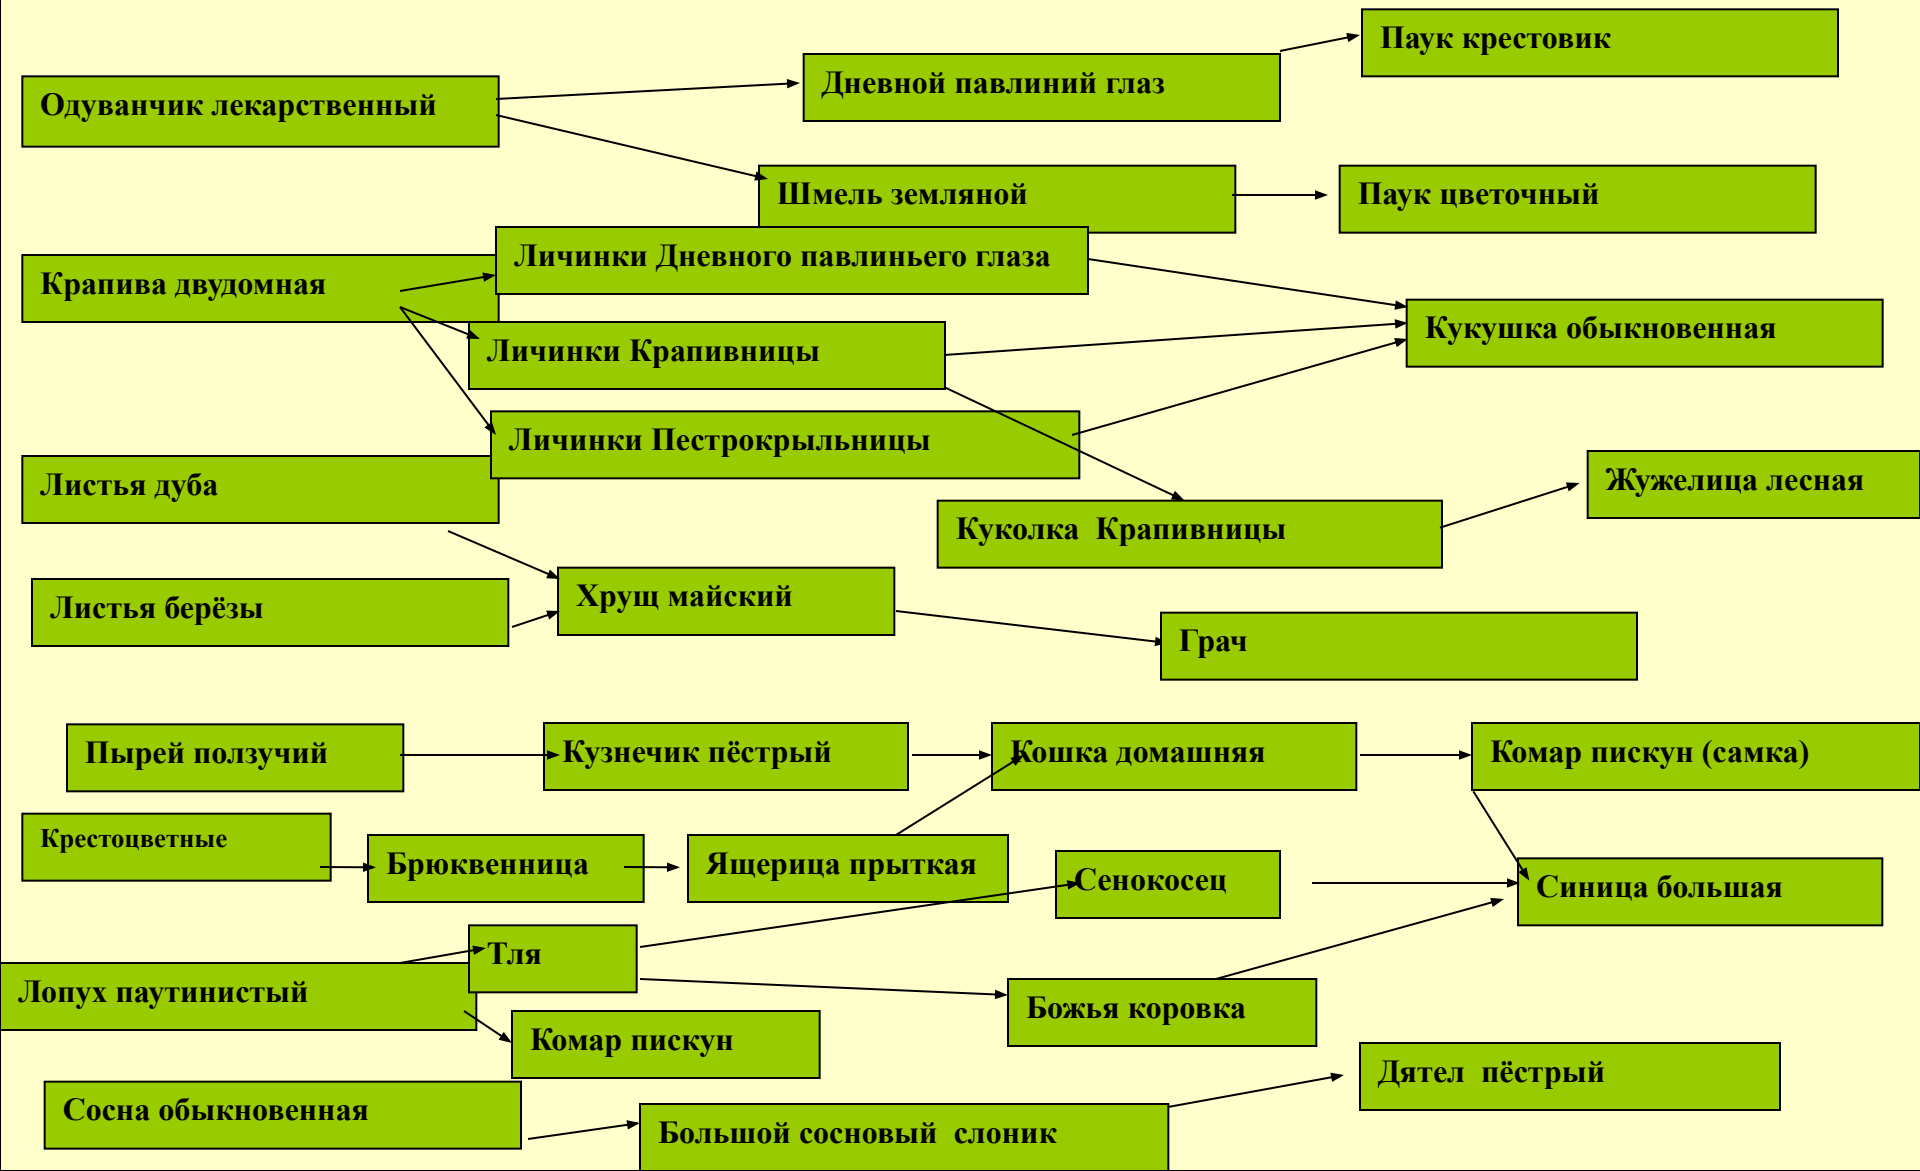 Паук крестовик
Дневной павлиний глаз
Одуванчик лекарственный
Шмель земляной
Паук цветочный
Личинки Дневного павлиньего глаза
Крапива двудомная
Кукушка обыкновенная
Личинки Крапивницы
Личинки Пестрокрыльницы
Листья дуба
Жужелица лесная
Куколка  Крапивницы
Хрущ майский
Листья берёзы
Грач
Пырей ползучий
Кузнечик пёстрый
Кошка домашняя
Комар пискун (самка)
Крестоцветные
Брюквенница
Ящерица прыткая
Сенокосец
Синица большая
Тля
Лопух паутинистый
Божья коровка
Комар пискун
Дятел  пёстрый
Сосна обыкновенная
Большой сосновый  слоник